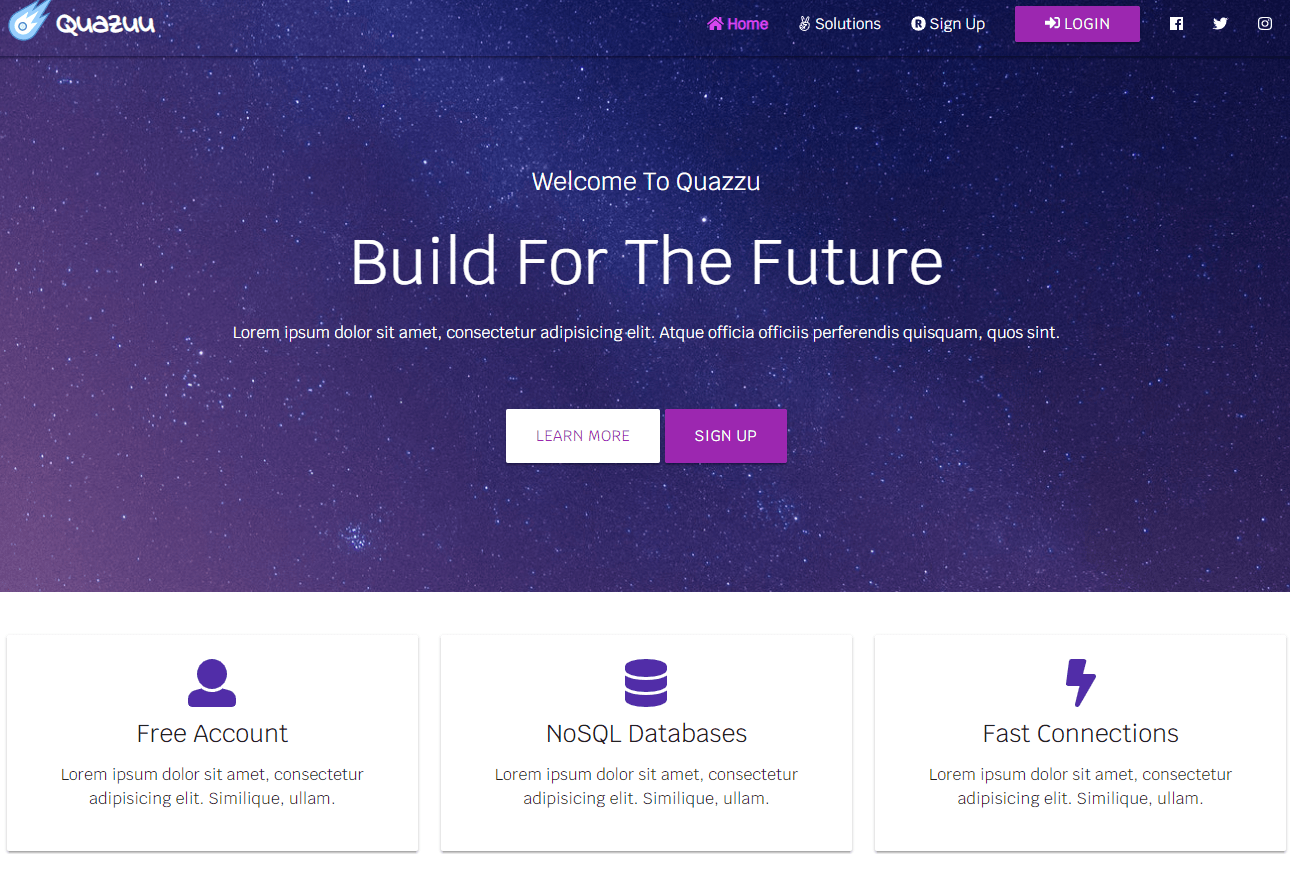 Quazuu
Home Solutions Sign Up LOGIN
Welcome To Quazzu
Build For The Future
Lorem ipsum dolor sit amet, consectetur adipisicing elit. Atque officia officiis perferendis quisquam, quos sint.
LEARN MORE SIGN UP
Free Account
Lorem ipsum dolor sit amet, consectetur
adipisicing elit. Similique, ullam.
NoSQL Databases
Lorem ipsum dolor sit amet, consectetur
adipisicing elit. Similique, ullam.
Fast Connections
Lorem ipsum dolor sit amet, consectetur
adipisicing elit. Similique, ullam.